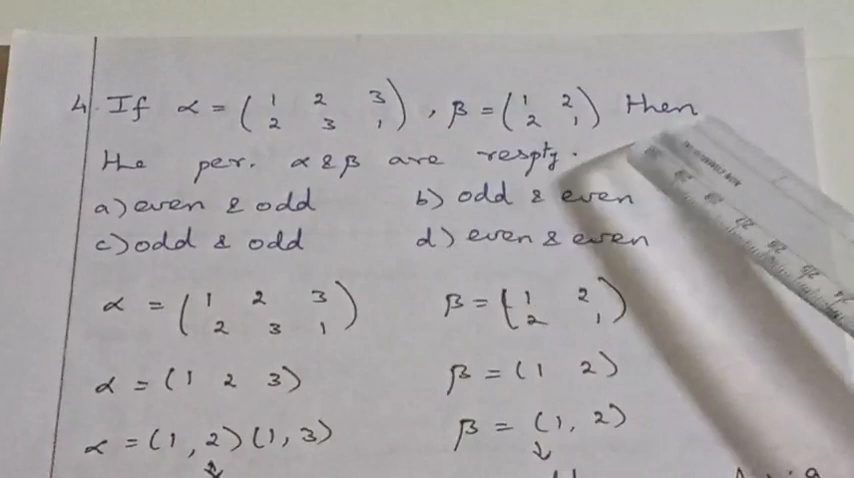 4. If α = ( 1 2 3 ), β = ( 1 2 ) then
2 3 1 2 1
the per. α & β are resptly.
a) even & odd b) odd & even
c) odd & odd d) even & even
α = ( 1 2 3 ) β = ( 1 2 )
2 3 1 2 1
α = (1 2 3) β = (1 2)
α = (1, 2)(1, 3) β = (1, 2)
↓ ↓